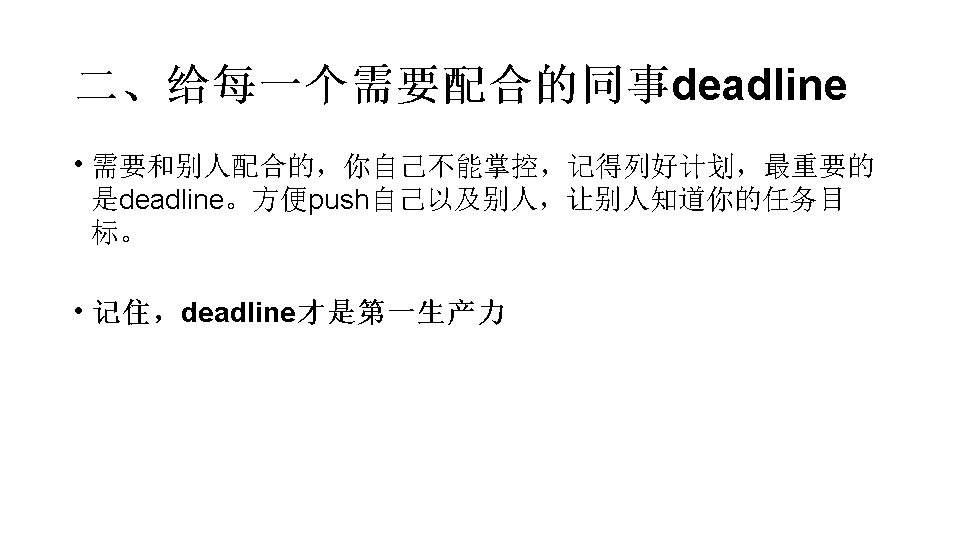 二、给每一个需要配合的同事deadline
• 需要和别人配合的，你自己不能掌控，记得列好计划，最重要的
是deadline。方便push自己以及别人，让别人知道你的任务目
标。
• 记住，deadline才是第一生产力